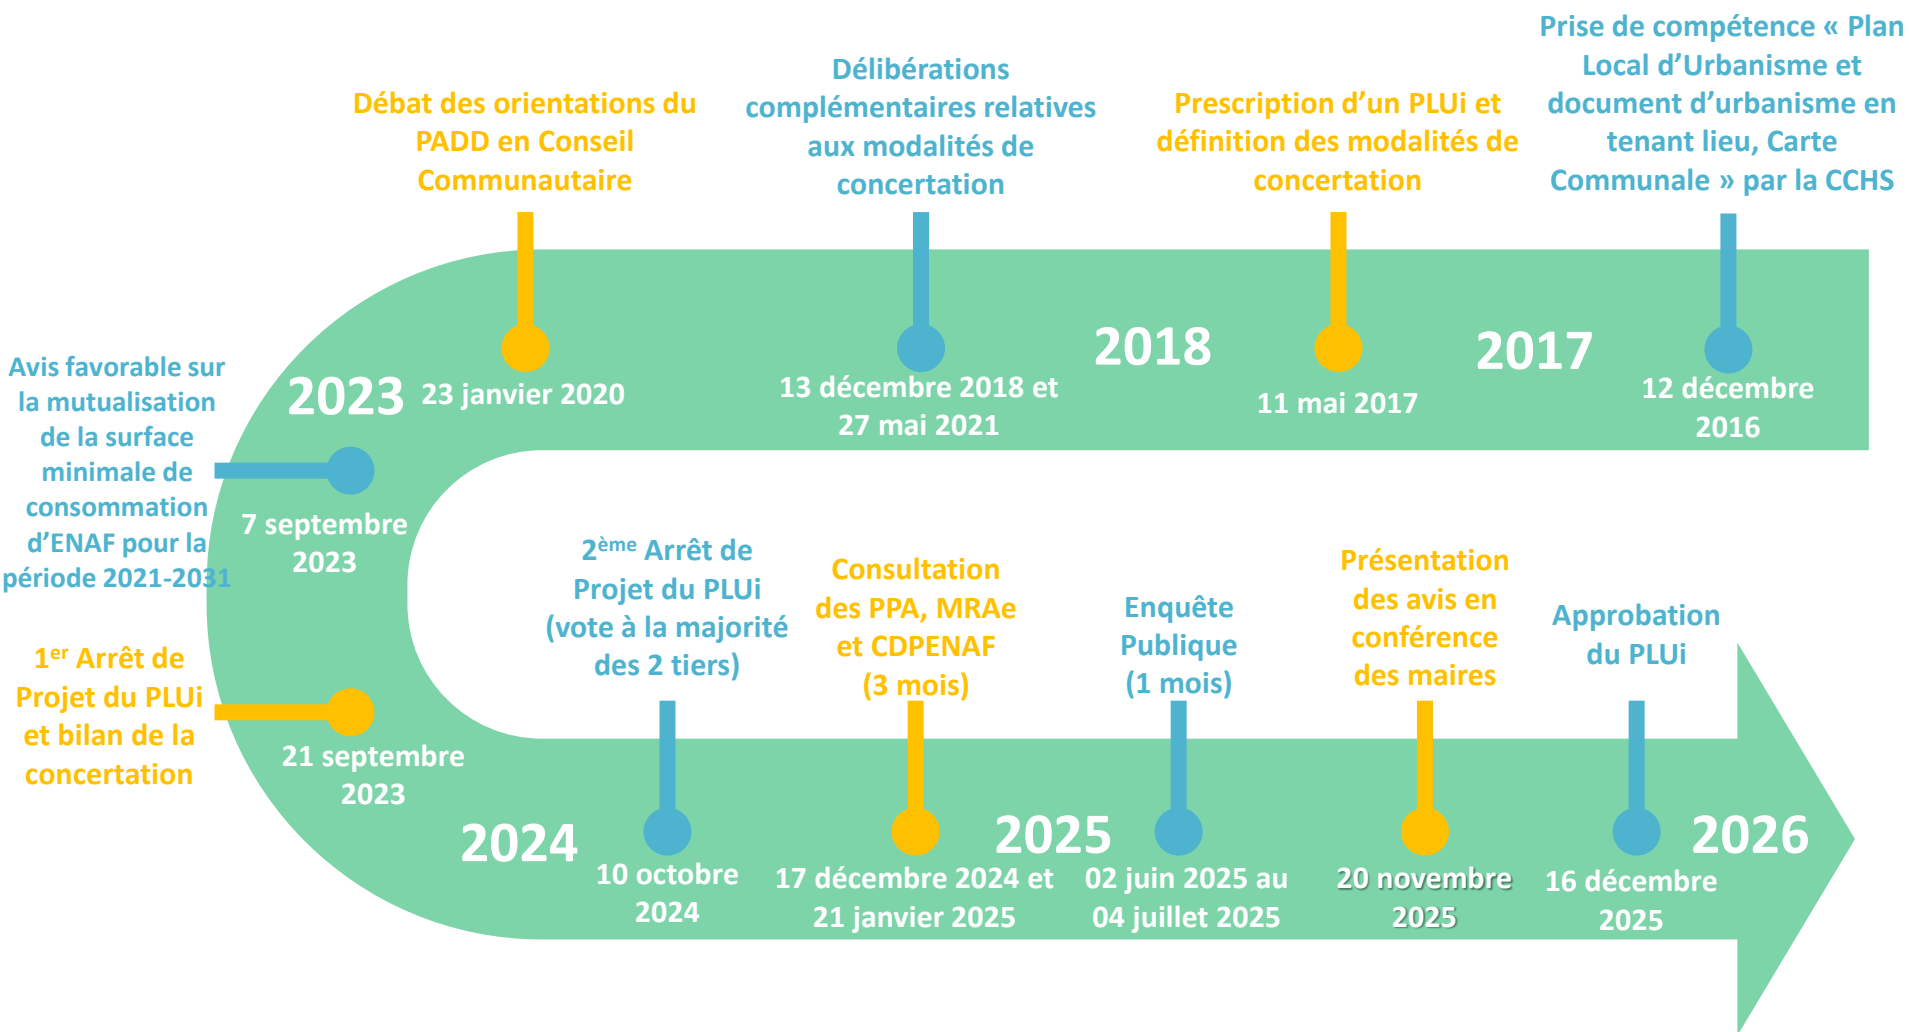 Prise de compétence « Plan
Local d’Urbanisme et
document d’urbanisme en
tenant lieu, Carte
Communale » par la CCHS
12 décembre
2016
2017
Prescription d’un PLUi et
définition des modalités de
concertation
11 mai 2017
2018
Délibérations
complémentaires relatives
aux modalités de
concertation
13 décembre 2018 et
27 mai 2021
Débat des orientations du
PADD en Conseil
Communautaire
23 janvier 2020
2023
Avis favorable sur
la mutualisation
de la surface
minimale de
consommation
d’ENAF pour la
période 2021-2031
7 septembre
2023
1er Arrêt de
Projet du PLUi
et bilan de la
concertation
21 septembre
2023
2024
2ème Arrêt de
Projet du PLUi
(vote à la majorité
des 2 tiers)
10 octobre
2024
Consultation
des PPA, MRAe
et CDPENAF
(3 mois)
17 décembre 2024 et
21 janvier 2025
2025
Enquête
Publique
(1 mois)
02 juin 2025 au
04 juillet 2025
Présentation
des avis en
conférence
des maires
20 novembre
2025
Approbation
du PLUi
16 décembre
2025
2026